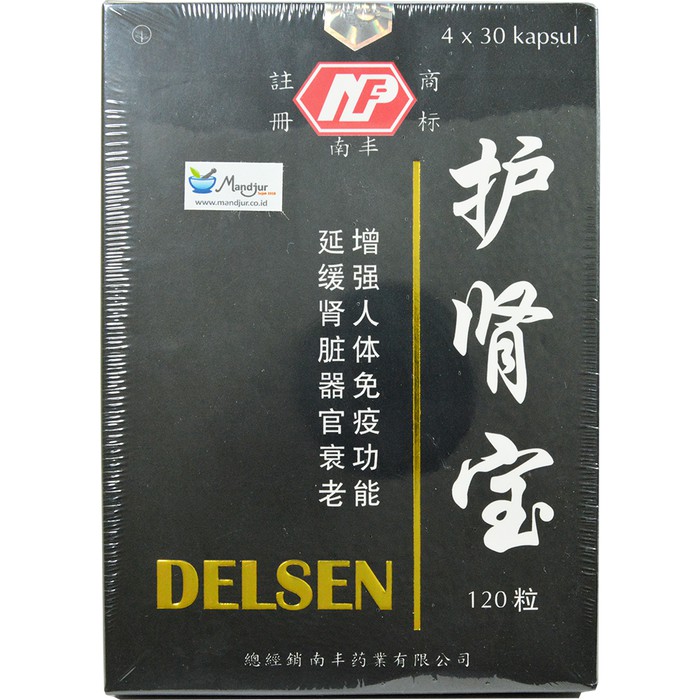 4 x 30 kapsul
註冊
NF
商标
南丰
Mandjur
www.mandjur.co.id
护肾宝
增强人体免疫功能
延缓肾脏器官衰老
DELSEN
120粒
總經銷南丰药業有限公司